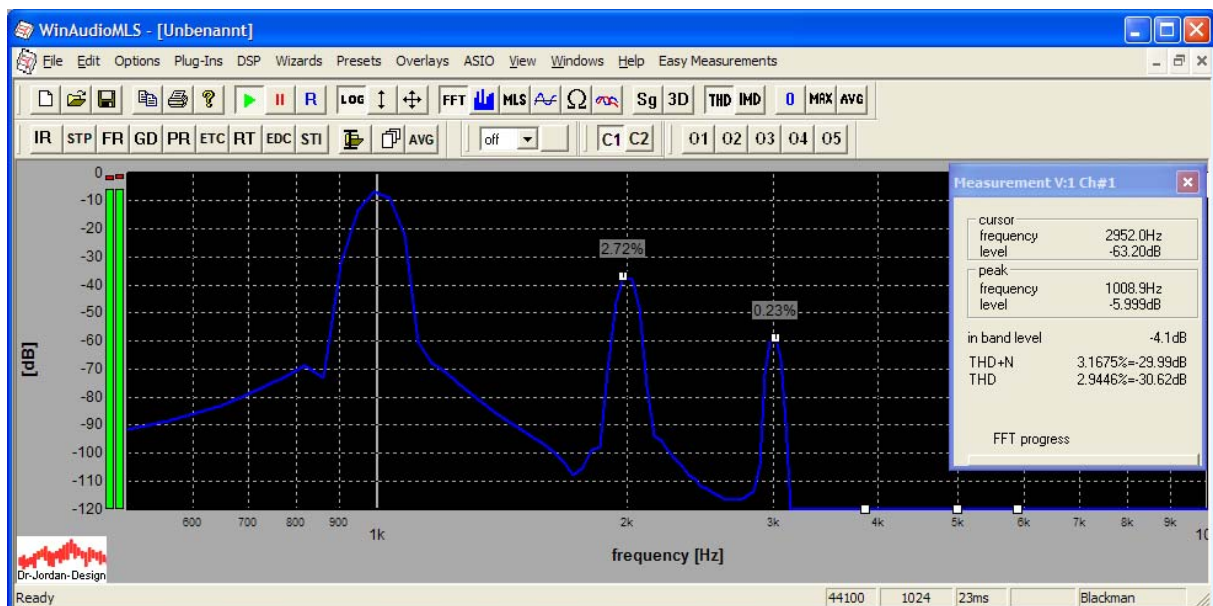 WinAudioMLS - [Unbenannt]
File Edit Options Plug-Ins DSP Wizards Presets Overlays ASIO View Windows Help Easy Measurements
R LOG FFT MLS Ω Sg 3D THD IMD 0 MAX AVG
IR STP FR GD PR ETC RT EDC STI AVG off C1 C2 O1 O2 O3 O4 O5
0
-10
-20
-30
-40
-50
-60
-70
-80
-90
-100
-110
-120
[dB]
2.72%
0.23%
600 700 800 900 1k 2k 3k 4k 5k 6k 7k 8k 9k 10
frequency [Hz]
Measurement V:1 Ch#1
cursor
frequency 2952.0Hz
level -63.20dB
peak
frequency 1008.9Hz
level -5.999dB
in band level -4.1dB
THD+N 3.1675%=-29.99dB
THD 2.9446%=-30.62dB
FFT progress
Dr-Jordan-Design
Ready 44100 1024 23ms Blackman